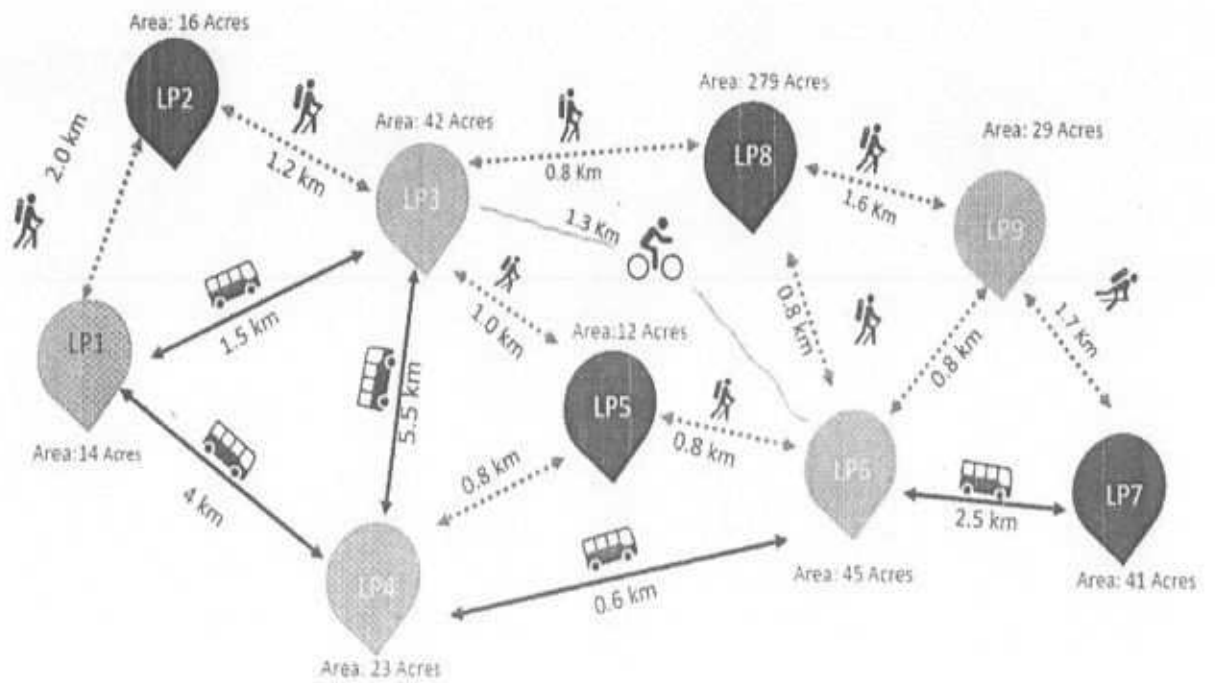 Area: 16 Acres
LP2
2.0 km
1.2 km
Area: 42 Acres
LP3
0.8 Km
Area: 279 Acres
LP8
1.6 Km
Area: 29 Acres
LP9
1.3 Km
1.5 km
LP1
Area:14 Acres
4 km
5.5 km
1.0 km
Area:12 Acres
LP5
0.8 km
0.8 km
0.8 km
0.8 km
1.7 Km
LP6
Area: 45 Acres
2.5 km
LP7
Area: 41 Acres
LP4
0.6 km
Area. 23 Acres